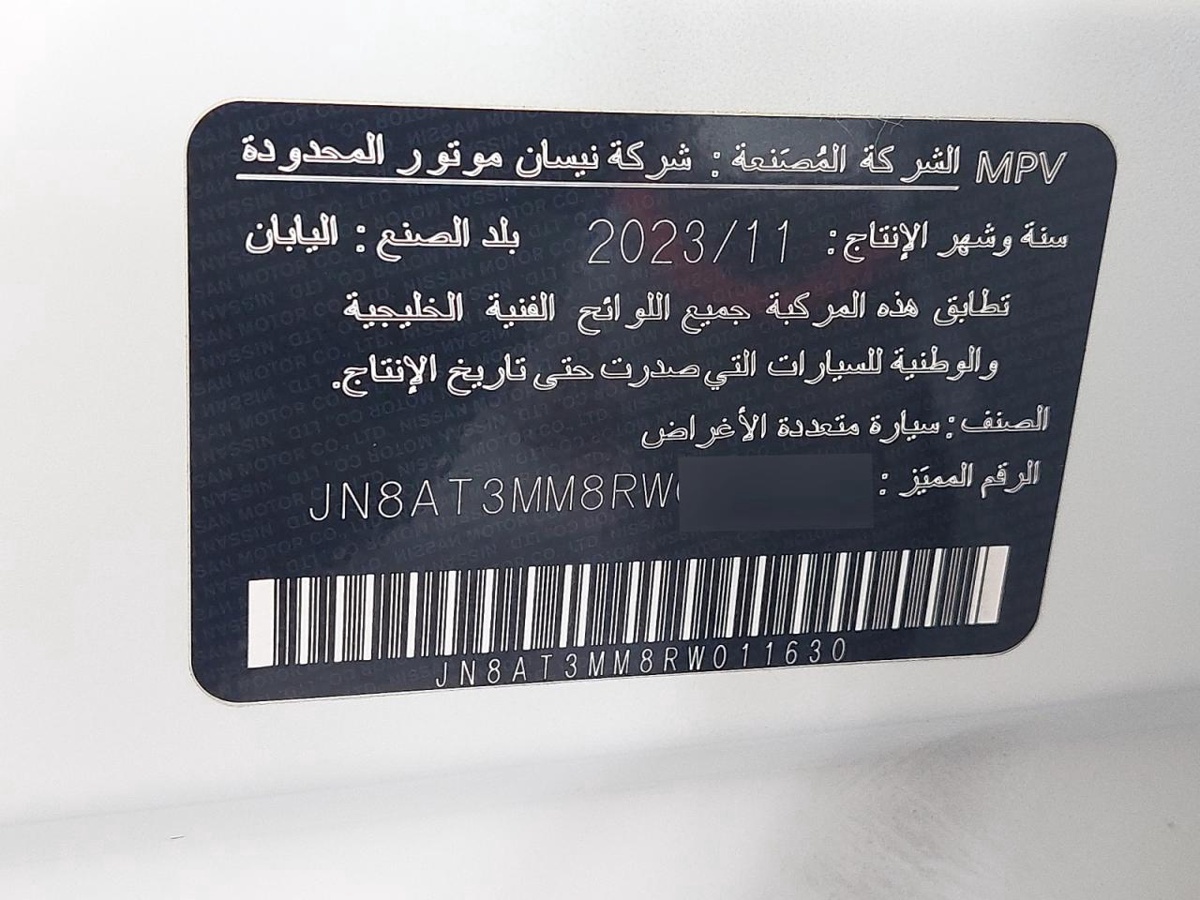 MPV الشركة المُصَنعة : شركة نيسان موتور المحدودة
سنة وشهر الإنتاج: 2023/11 بلد الصنع : اليابان
تطابق هذه المركبة جميع اللوائح الفنية الخليجية
والوطنية للسيارات التي صدرت حتى تاريخ الإنتاج.
الصنف: سيارة متعددة الأغراض
الرقم المميَز: JN8AT3MM8RW
JN8AT3MM8RW011630